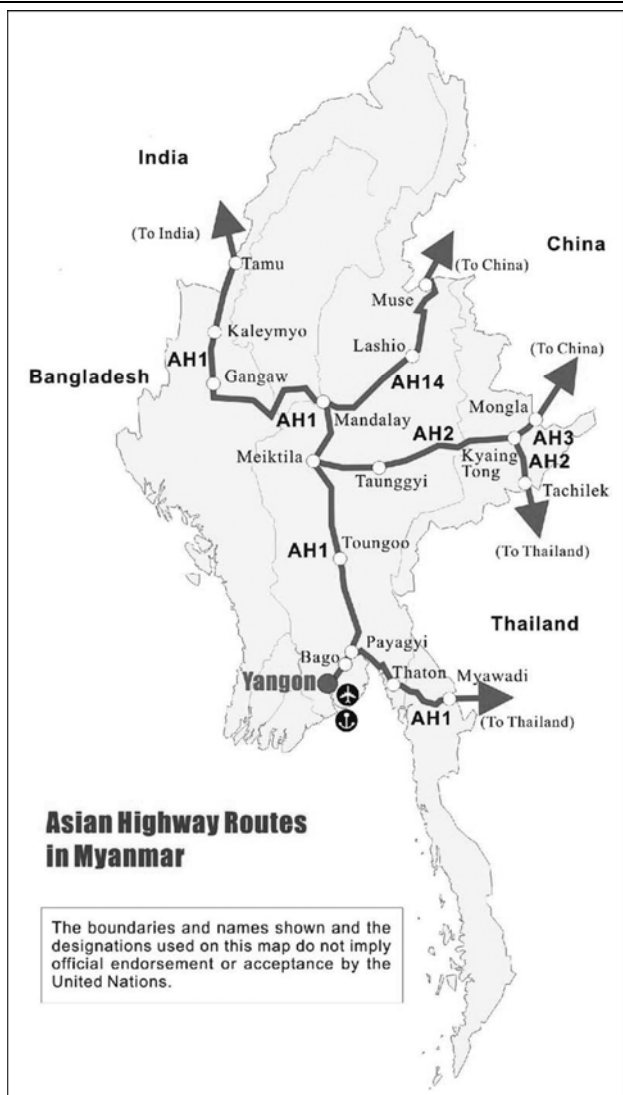 India
(To India)
Tamu
China
(To China)
Muse
Kaleymyo
Lashio
(To China)
AH1
Bangladesh
Gangaw
AH14
Mongla
AH1
Mandalay
AH2
AH3
Meiktila
Kyaing
Tong
AH2
Taunggyi
Tachilek
AH1
Toungoo
(To Thailand)
Thailand
Payagyi
Bago
Yangon
Thaton
Myawadi
AH1
(To Thailand)
Asian Highway Routes
in Myanmar
The boundaries and names shown and the
designations used on this map do not imply
official endorsement or acceptance by the
United Nations.